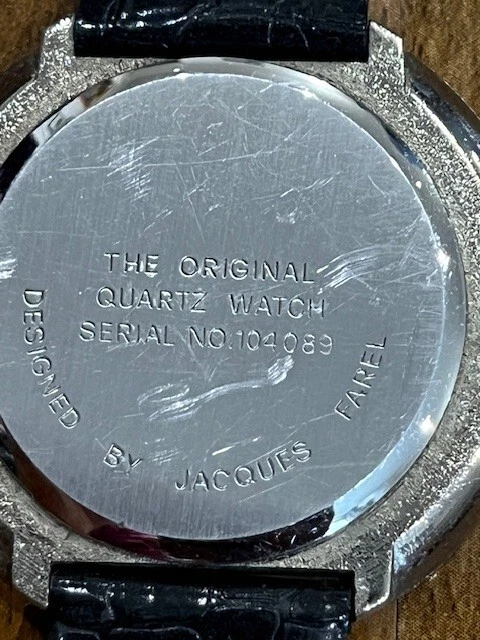 THE ORIGINAL
QUARTZ WATCH
SERIAL NO.104089
DESIGNED BY JACQUES FAREL